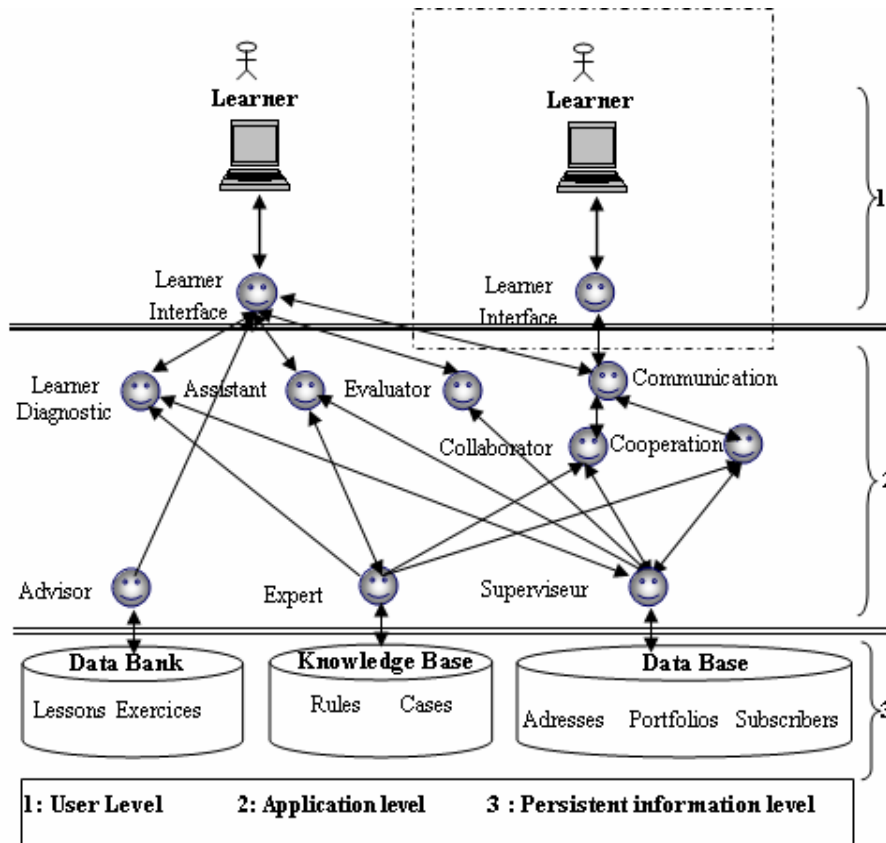 Learner Learner
1
Learner Learner
Interface Interface
Learner Assistant Evaluator Communication
Diagnostic
Collaborator Cooperation
2
Advisor Expert Superviseur
Data Bank Knowledge Base Data Base
Lessons Exercices Rules Cases
Adresses Portfolios Subscribers
3
1: User Level 2: Application level 3 : Persistent information level